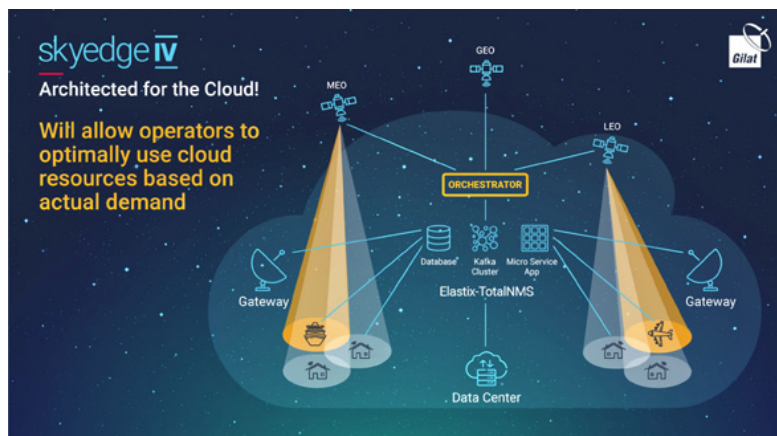 skyedge IV
Architected for the Cloud!
Will allow operators to
optimally use cloud
resources based on
actual demand
GEO
Gilat
MEO
LEO
ORCHESTRATOR
Database
Kafka
Cluster
Micro Service
App
Elastix-TotalNMS
Gateway
Gateway
Data Center